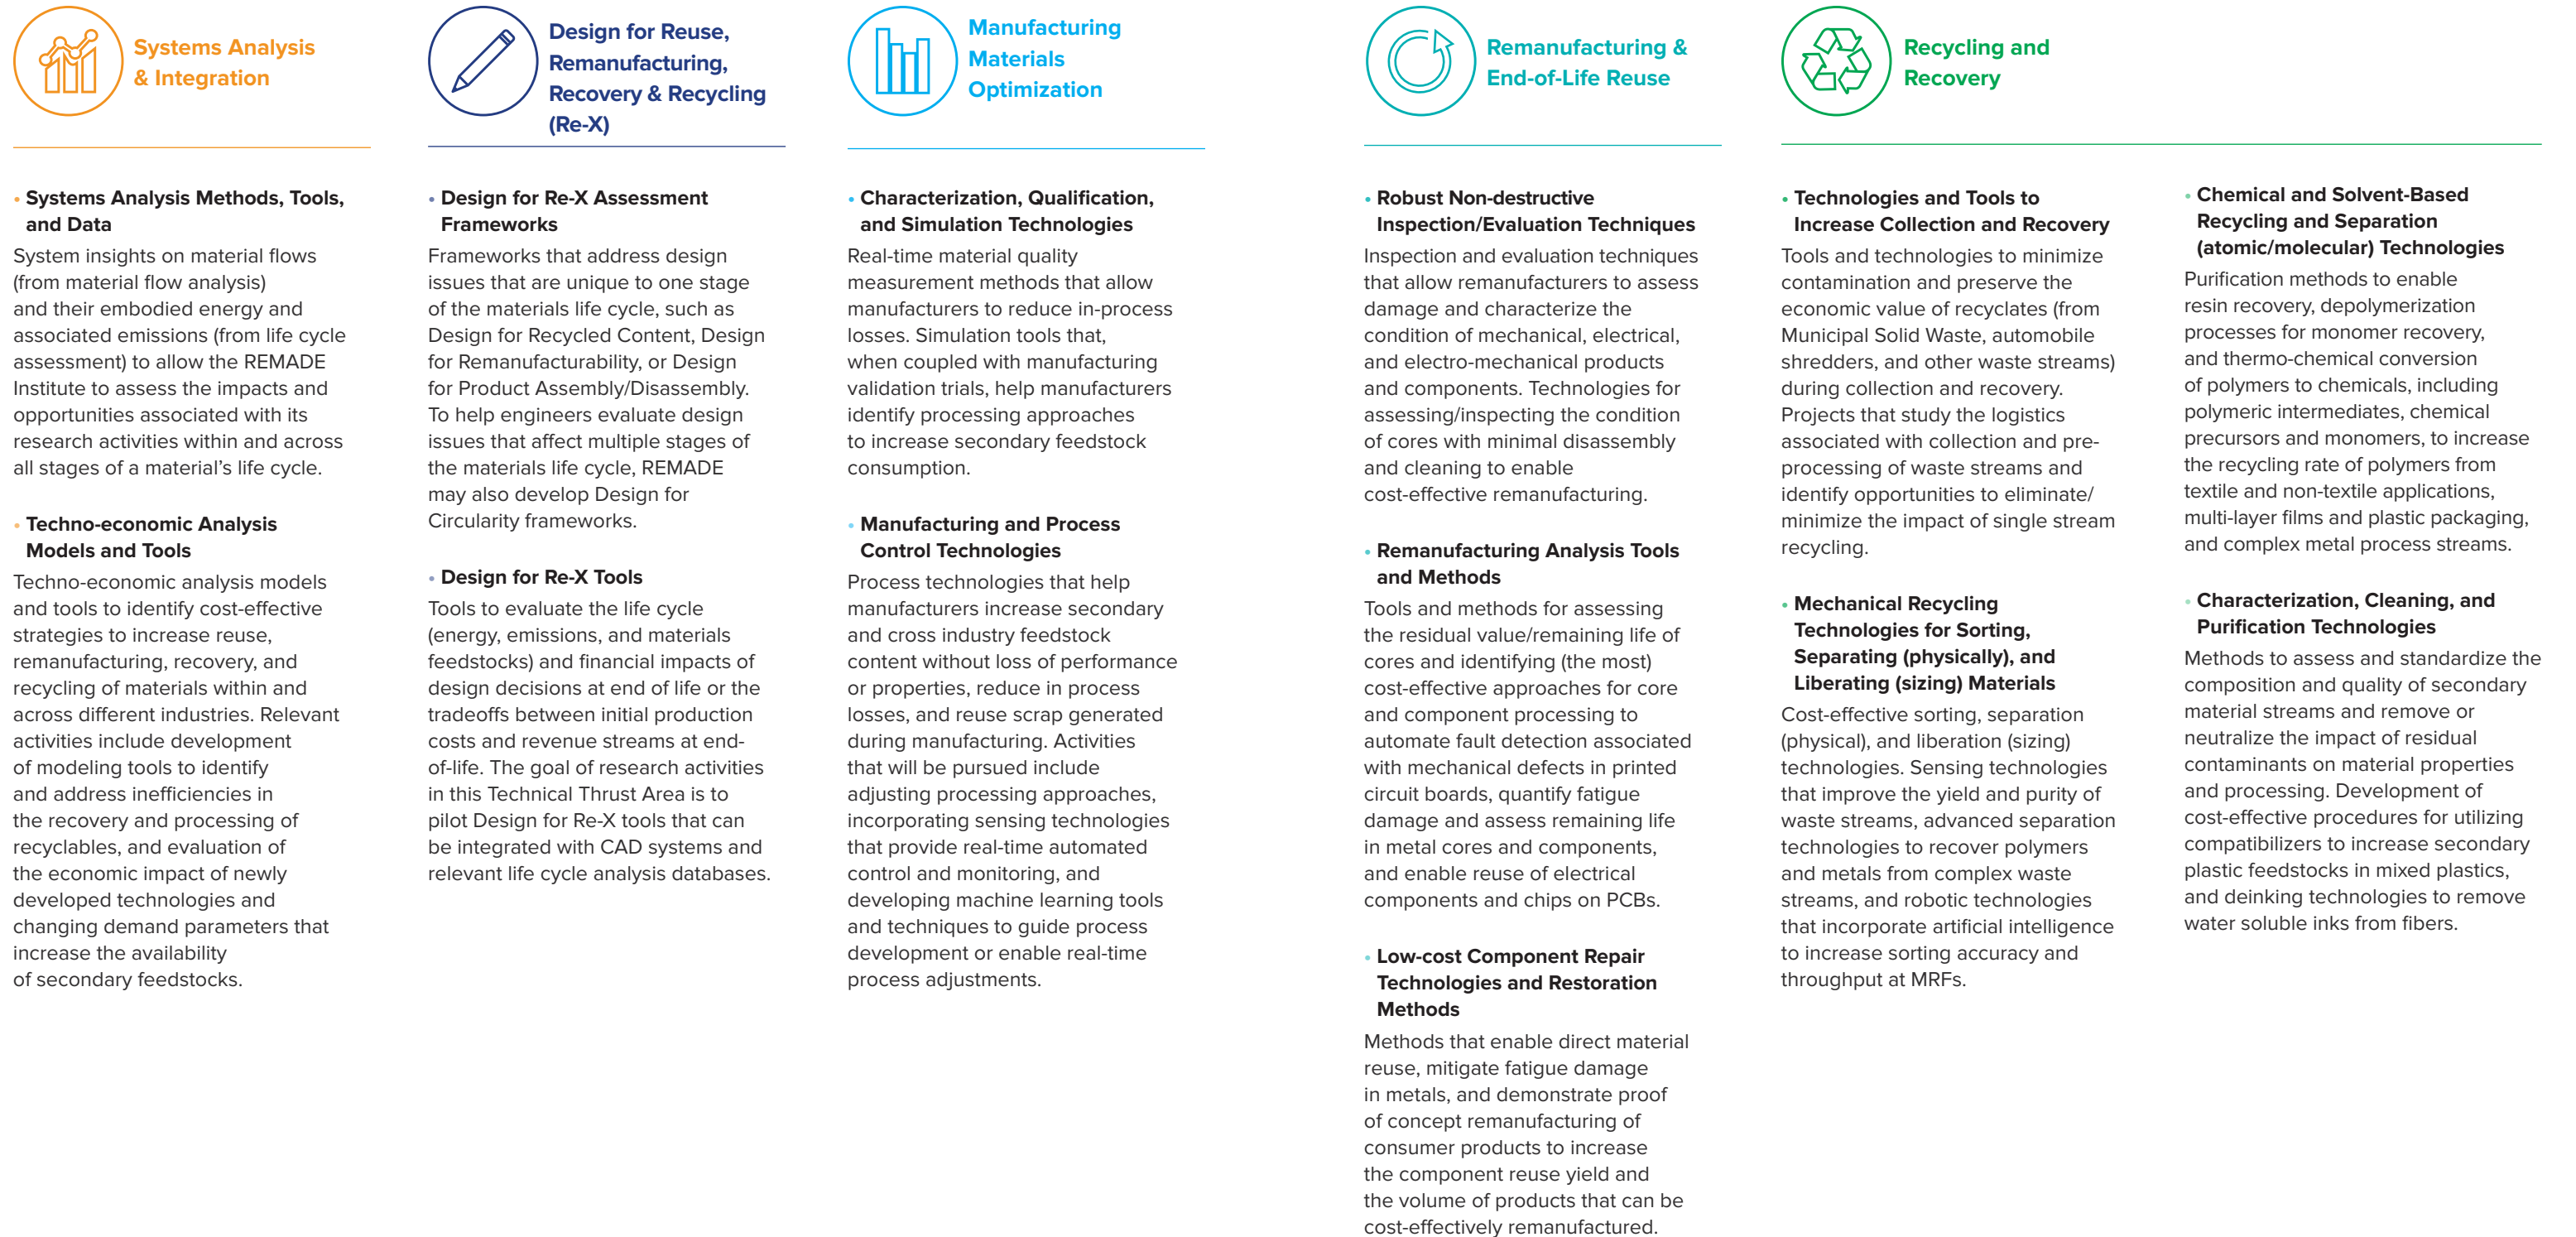 Systems Analysis
& Integration
• Systems Analysis Methods, Tools,
and Data
System insights on material flows
(from material flow analysis)
and their embodied energy and
associated emissions (from life cycle
assessment) to allow the REMADE
Institute to assess the impacts and
opportunities associated with its
research activities within and across
all stages of a material’s life cycle.
• Techno-economic Analysis
Models and Tools
Techno-economic analysis models
and tools to identify cost-effective
strategies to increase reuse,
remanufacturing, recovery, and
recycling of materials within and
across different industries. Relevant
activities include development
of modeling tools to identify
and address inefficiencies in
the recovery and processing of
recyclables, and evaluation of
the economic impact of newly
developed technologies and
changing demand parameters that
increase the availability
of secondary feedstocks.
Design for Reuse,
Remanufacturing,
Recovery & Recycling
(Re-X)
• Design for Re-X Assessment
Frameworks
Frameworks that address design
issues that are unique to one stage
of the materials life cycle, such as
Design for Recycled Content, Design
for Remanufacturability, or Design
for Product Assembly/Disassembly.
To help engineers evaluate design
issues that affect multiple stages of
the materials life cycle, REMADE
may also develop Design for
Circularity frameworks.
• Design for Re-X Tools
Tools to evaluate the life cycle
(energy, emissions, and materials
feedstocks) and financial impacts of
design decisions at end of life or the
tradeoffs between initial production
costs and revenue streams at end-
of-life. The goal of research activities
in this Technical Thrust Area is to
pilot Design for Re-X tools that can
be integrated with CAD systems and
relevant life cycle analysis databases.
Manufacturing
Materials
Optimization
• Characterization, Qualification,
and Simulation Technologies
Real-time material quality
measurement methods that allow
manufacturers to reduce in-process
losses. Simulation tools that,
when coupled with manufacturing
validation trials, help manufacturers
identify processing approaches
to increase secondary feedstock
consumption.
• Manufacturing and Process
Control Technologies
Process technologies that help
manufacturers increase secondary
and cross industry feedstock
content without loss of performance
or properties, reduce in process
losses, and reuse scrap generated
during manufacturing. Activities
that will be pursued include
adjusting processing approaches,
incorporating sensing technologies
that provide real-time automated
control and monitoring, and
developing machine learning tools
and techniques to guide process
development or enable real-time
process adjustments.
Remanufacturing &
End-of-Life Reuse
• Robust Non-destructive
Inspection/Evaluation Techniques
Inspection and evaluation techniques
that allow remanufacturers to assess
damage and characterize the
condition of mechanical, electrical,
and electro-mechanical products
and components. Technologies for
assessing/inspecting the condition
of cores with minimal disassembly
and cleaning to enable
cost-effective remanufacturing.
• Remanufacturing Analysis Tools
and Methods
Tools and methods for assessing
the residual value/remaining life of
cores and identifying (the most)
cost-effective approaches for core
and component processing to
automate fault detection associated
with mechanical defects in printed
circuit boards, quantify fatigue
damage and assess remaining life
in metal cores and components,
and enable reuse of electrical
components and chips on PCBs.
• Low-cost Component Repair
Technologies and Restoration
Methods
Methods that enable direct material
reuse, mitigate fatigue damage
in metals, and demonstrate proof
of concept remanufacturing of
consumer products to increase
the component reuse yield and
the volume of products that can be
cost-effectively remanufactured.
Recycling and
Recovery
• Technologies and Tools to
Increase Collection and Recovery
Tools and technologies to minimize
contamination and preserve the
economic value of recyclates (from
Municipal Solid Waste, automobile
shredders, and other waste streams)
during collection and recovery.
Projects that study the logistics
associated with collection and pre-
processing of waste streams and
identify opportunities to eliminate/
minimize the impact of single stream
recycling.
• Mechanical Recycling
Technologies for Sorting,
Separating (physically), and
Liberating (sizing) Materials
Cost-effective sorting, separation
(physical), and liberation (sizing)
technologies. Sensing technologies
that improve the yield and purity of
waste streams, advanced separation
technologies to recover polymers
and metals from complex waste
streams, and robotic technologies
that incorporate artificial intelligence
to increase sorting accuracy and
throughput at MRFs.
• Chemical and Solvent-Based
Recycling and Separation
(atomic/molecular) Technologies
Purification methods to enable
resin recovery, depolymerization
processes for monomer recovery,
and thermo-chemical conversion
of polymers to chemicals, including
polymeric intermediates, chemical
precursors and monomers, to increase
the recycling rate of polymers from
textile and non-textile applications,
multi-layer films and plastic packaging,
and complex metal process streams.
• Characterization, Cleaning, and
Purification Technologies
Methods to assess and standardize the
composition and quality of secondary
material streams and remove or
neutralize the impact of residual
contaminants on material properties
and processing. Development of
cost-effective procedures for utilizing
compatibilizers to increase secondary
plastic feedstocks in mixed plastics,
and deinking technologies to remove
water soluble inks from fibers.